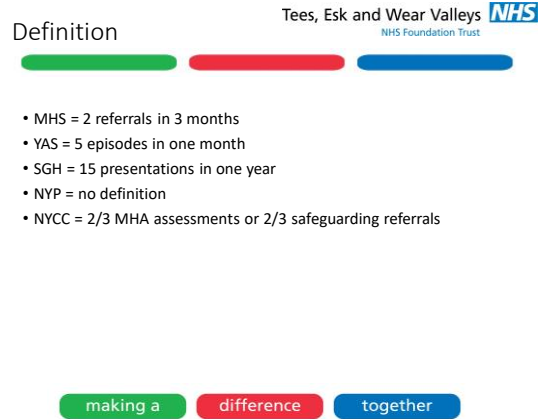 Definition
Tees, Esk and Wear Valleys NHS
NHS Foundation Trust
• MHS = 2 referrals in 3 months
• YAS = 5 episodes in one month
• SGH = 15 presentations in one year
• NYP = no definition
• NYCC = 2/3 MHA assessments or 2/3 safeguarding referrals
making a difference together